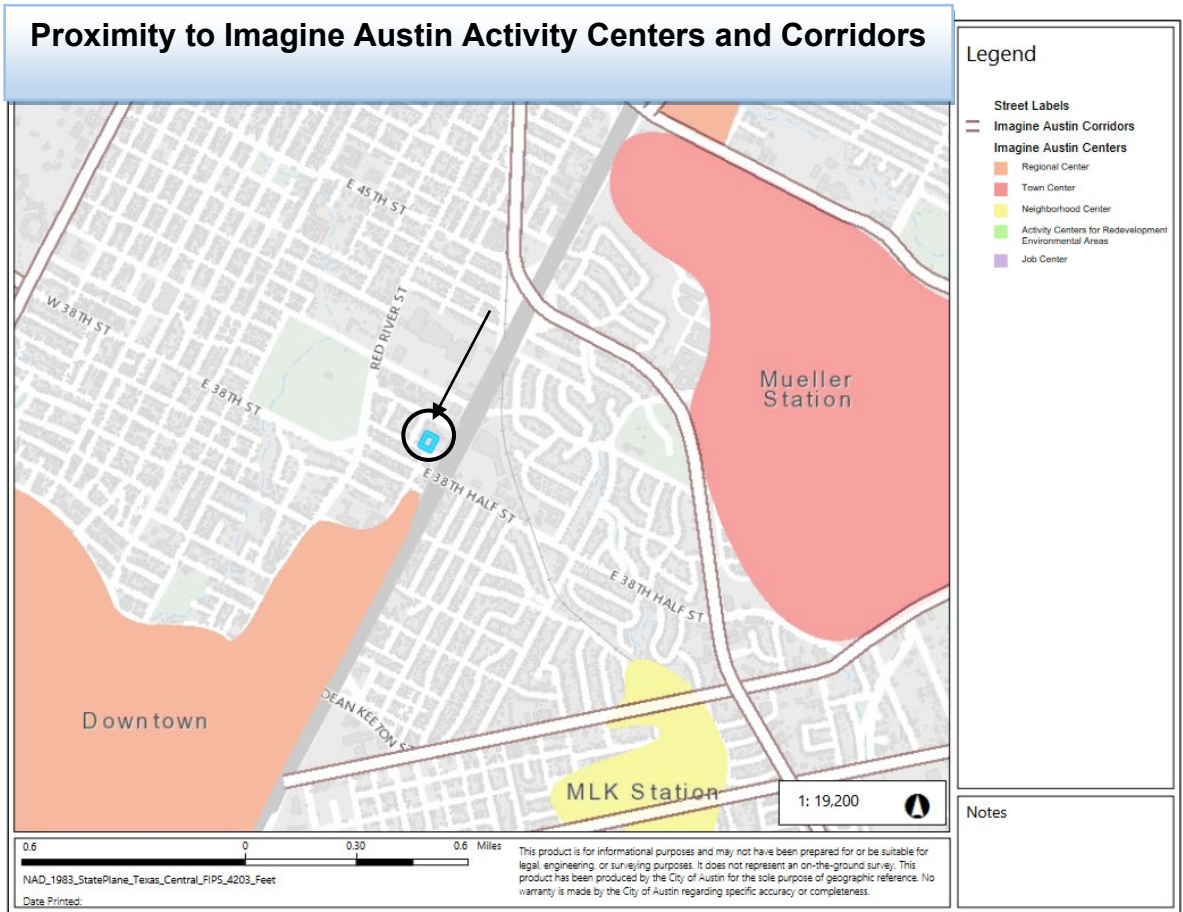 Proximity to Imagine Austin Activity Centers and Corridors
Legend
Street Labels
Imagine Austin Corridors
Imagine Austin Centers
Regional Center
Town Center
Neighborhood Center
Activity Centers for Redevelopment
Environmental Areas
Job Center
E 45TH ST
W 38TH ST
RED RIVER ST
E 38TH ST
Mueller
Station
E 38TH HALF ST
E 38TH HALF ST
Downtown
DEAN KEETON ST
MLK Station
1: 19,200
Notes
0.6 0 0.30 0.6 Miles
NAD_1983_StatePlane_Texas_Central_FIPS_4203_Feet
Date Printed:
This product is for informational purposes and may not have been prepared for or be suitable for
legal, engineering, or surveying purposes. It does not represent an on-the-ground survey. This
product has been produced by the City of Austin for the sole purpose of geographic reference. No
warranty is made by the City of Austin regarding specific accuracy or completeness.